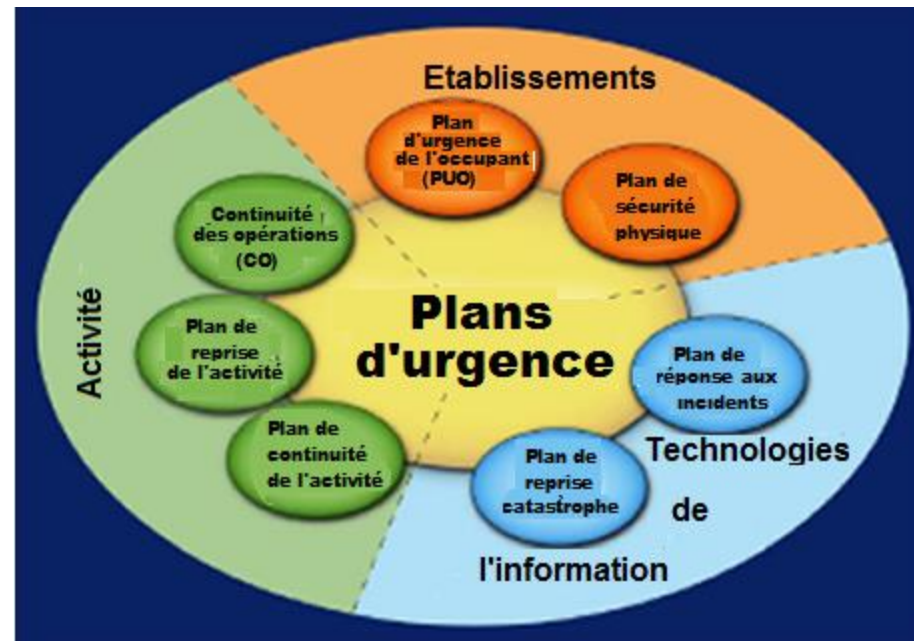 Etablissements
Plan
d'urgence
de l'occupant
(PUO)
Plan de
sécurité
physique
Continuité
des opérations
(CO)
Activité
Plan de
reprise
de l'activité
Plans
d'urgence
Plan de
réponse aux
incidents
Plan de
continuité
de l'activité
Plan de
reprise
catastrophe
Technologies
de
l'information